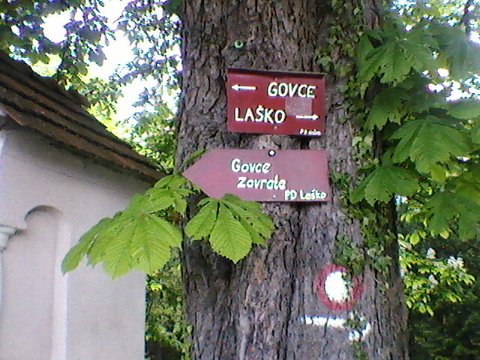 ← GOVCE
LAŠKO →
Govce
Zavrate
PD Laško